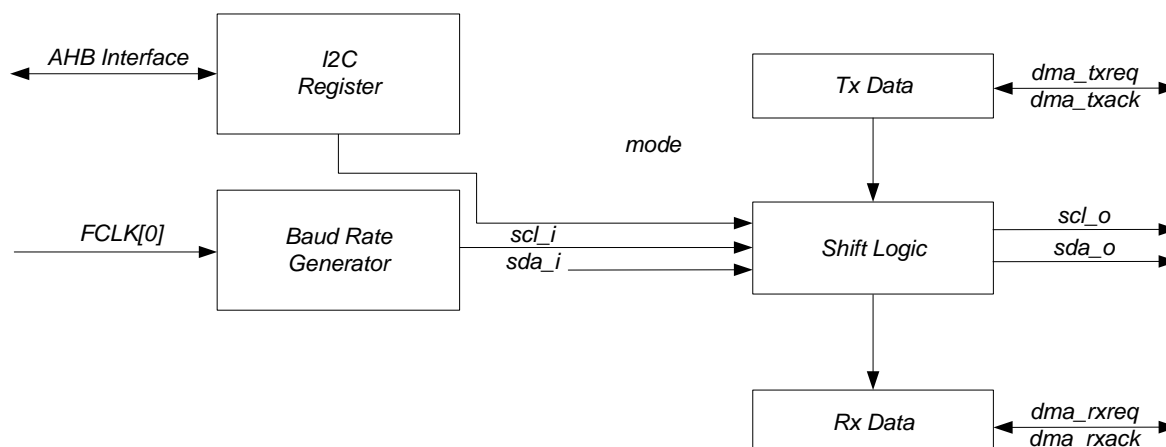 AHB Interface
I2C
Register
Tx Data
dma_txreq
dma_txack
mode
FCLK[0]
Baud Rate
Generator
scl_i
sda_i
Shift Logic
scl_o
sda_o
Rx Data
dma_rxreq
dma_rxack